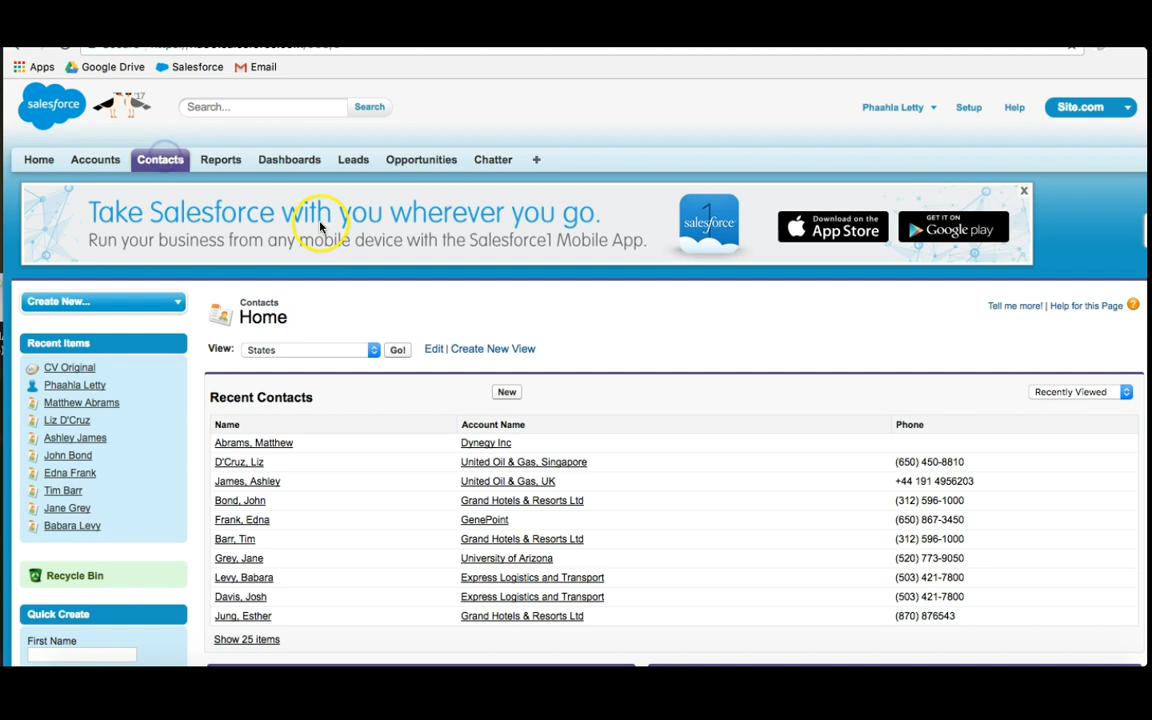 Apps Google Drive Salesforce Email
salesforce '17 Search... Search Phaahla Letty Setup Help Site.com
Home Accounts Contacts Reports Dashboards Leads Opportunities Chatter +
Take Salesforce with you wherever you go.
Run your business from any mobile device with the Salesforce1 Mobile App.
1
salesforce
Download on the
App Store
GET IT ON
Google play
x
Create New...
Recent Items
CV Original
Phaahla Letty
Matthew Abrams
Liz D'Cruz
Ashley James
John Bond
Edna Frank
Tim Barr
Jane Grey
Babara Levy
Recycle Bin
Quick Create
First Name
Contacts
Home
Tell me more! | Help for this Page ?
View: States Go! Edit | Create New View
Recent Contacts New Recently Viewed
Name Account Name Phone
Abrams, Matthew Dynegy Inc
D'Cruz, Liz United Oil & Gas, Singapore (650) 450-8810
James, Ashley United Oil & Gas, UK +44 191 4956203
Bond, John Grand Hotels & Resorts Ltd (312) 596-1000
Frank, Edna GenePoint (650) 867-3450
Barr, Tim Grand Hotels & Resorts Ltd (312) 596-1000
Grey, Jane University of Arizona (520) 773-9050
Levy, Babara Express Logistics and Transport (503) 421-7800
Davis, Josh Express Logistics and Transport (503) 421-7800
Jung, Esther Grand Hotels & Resorts Ltd (870) 876543
Show 25 items